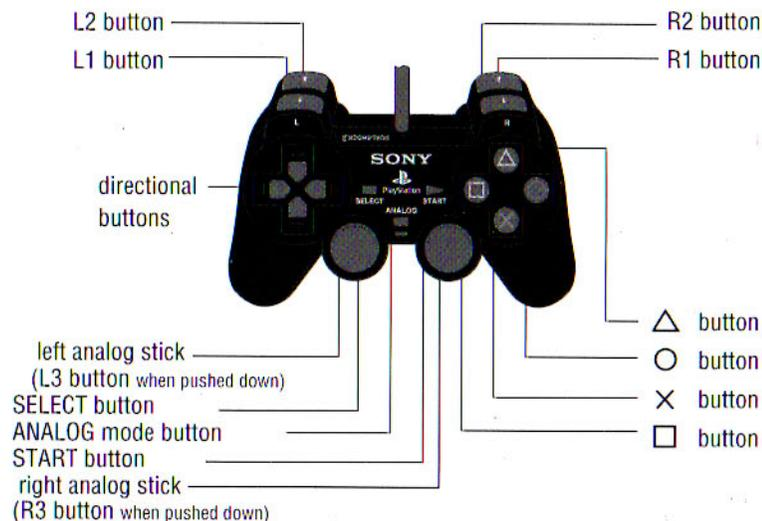 L2 button
R2 button
L1 button
R1 button
L
R
SONY
directional
buttons
PlayStation
SELECT
START
ANALOG
△ button
left analog stick
(L3 button when pushed down)
○ button
SELECT button
× button
ANALOG mode button
□ button
START button
right analog stick
(R3 button when pushed down)